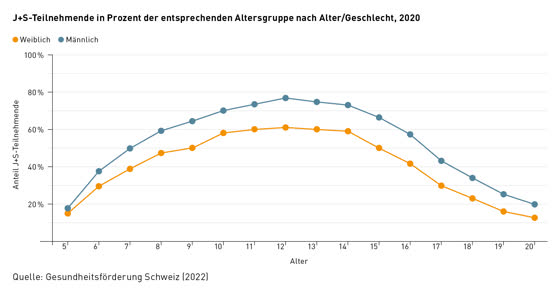 J+S-Teilnehmende in Prozent der entsprechenden Altersgruppe nach Alter/Geschlecht, 2020
Weiblich Männlich
100%
80%
60%
40%
20%
Anteil J+S-Teilnehmende
5 6 7 8 9 10 11 12 13 14 15 16 17 18 19 20
Alter
Quelle: Gesundheitsförderung Schweiz (2022)